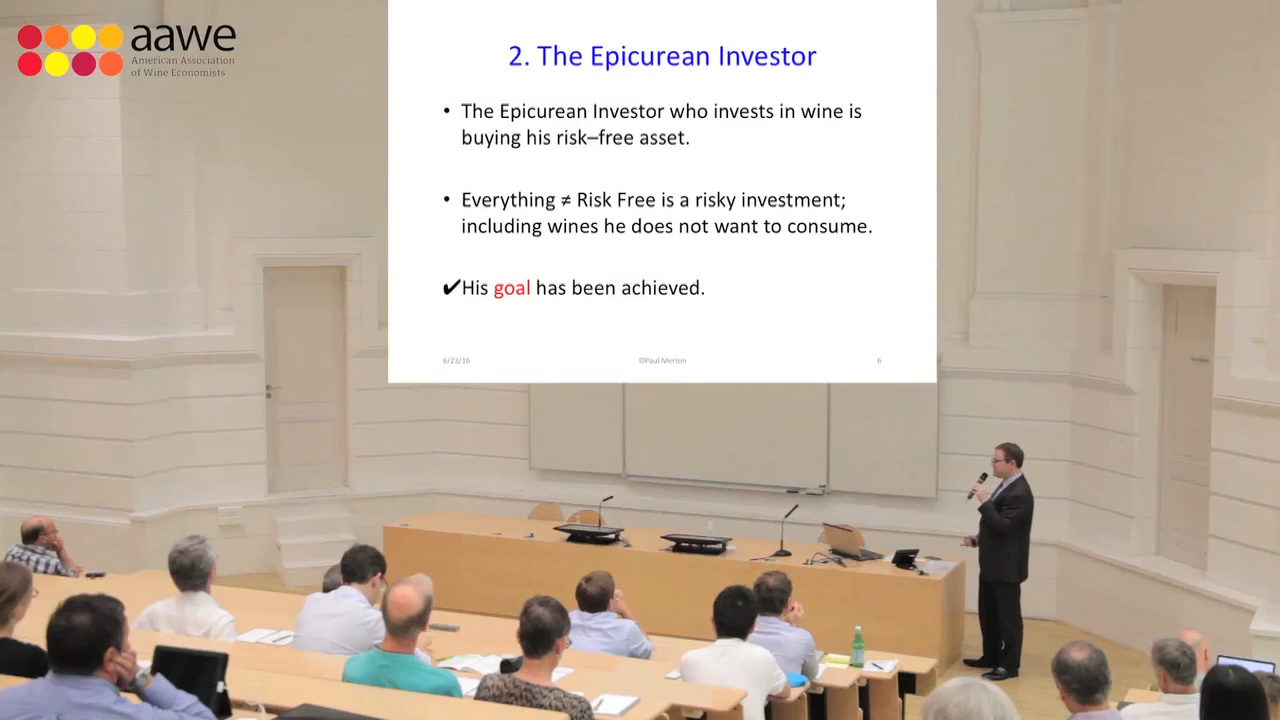 aawe
American Association
of Wine Economists
2. The Epicurean Investor
• The Epicurean Investor who invests in wine is
buying his risk–free asset.
• Everything ≠ Risk Free is a risky investment;
including wines he does not want to consume.
✔His goal has been achieved.
6/23/16 ©Paul Merton 6